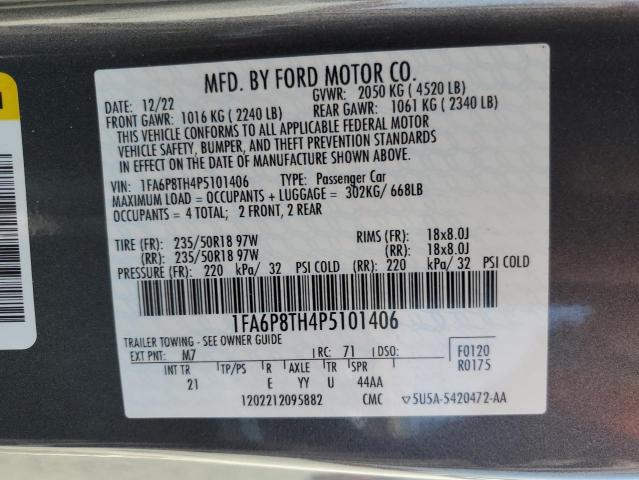 MFD. BY FORD MOTOR CO.
DATE: 12/22 GVWR: 2050 KG ( 4520 LB)
FRONT GAWR: 1016 KG ( 2240 LB) REAR GAWR: 1061 KG ( 2340 LB)
THIS VEHICLE CONFORMS TO ALL APPLICABLE FEDERAL MOTOR
VEHICLE SAFETY, BUMPER, AND THEFT PREVENTION STANDARDS
IN EFFECT ON THE DATE OF MANUFACTURE SHOWN ABOVE.
VIN: 1FA6P8TH4P5101406 TYPE: Passenger Car
MAXIMUM LOAD = OCCUPANTS + LUGGAGE = 302KG/ 668LB
OCCUPANTS = 4 TOTAL; 2 FRONT, 2 REAR
TIRE (FR): 235/50R18 97W RIMS (FR): 18x8.0J
(RR): 235/50R18 97W (RR): 18x8.0J
PRESSURE (FR): 220 kPa/ 32 PSI COLD (RR): 220 kPa/ 32 PSI COLD
1FA6P8TH4P5101406
TRAILER TOWING - SEE OWNER GUIDE
EXT PNT: M7 RC: 71 DSO: F0120
R0175
INT TR TP/PS R AXLE TR SPR
21 E YY U 44AA
1202212095882 CMC 5U5A-5420472-AA